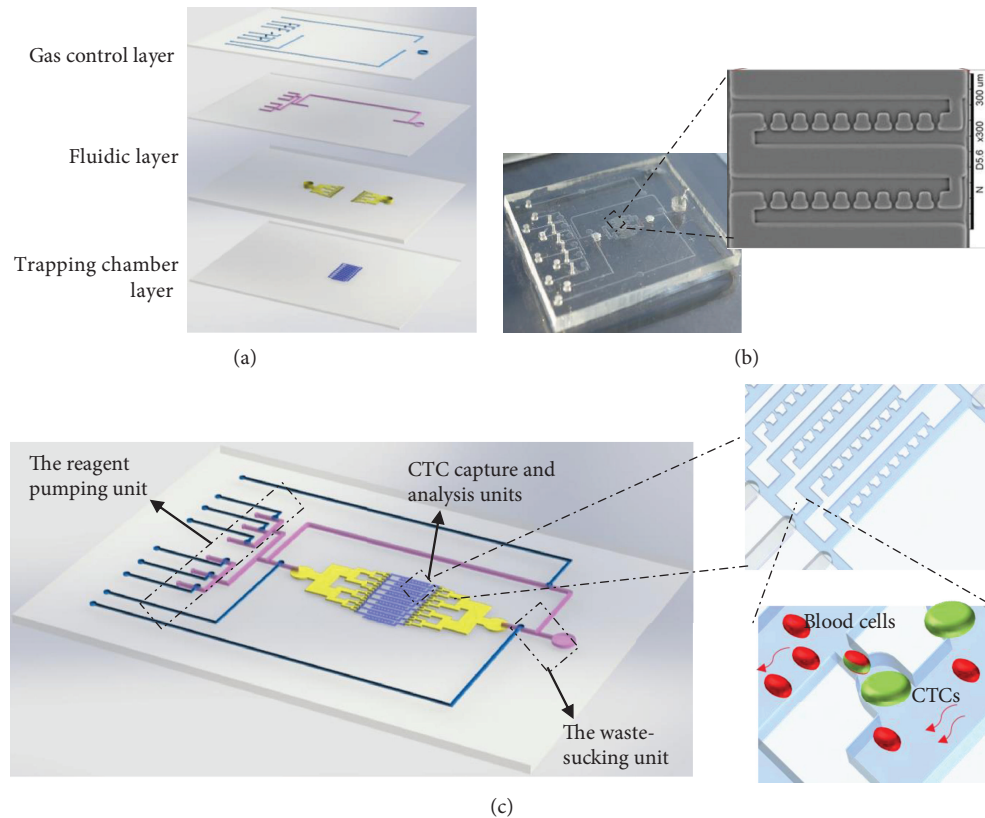 Gas control layer
Fluidic layer
Trapping chamber
layer
(a)
300 um
x300
D5.6
N
(b)
The reagent
pumping unit
CTC capture and
analysis units
The waste-
sucking unit
Blood cells
CTCs
(c)